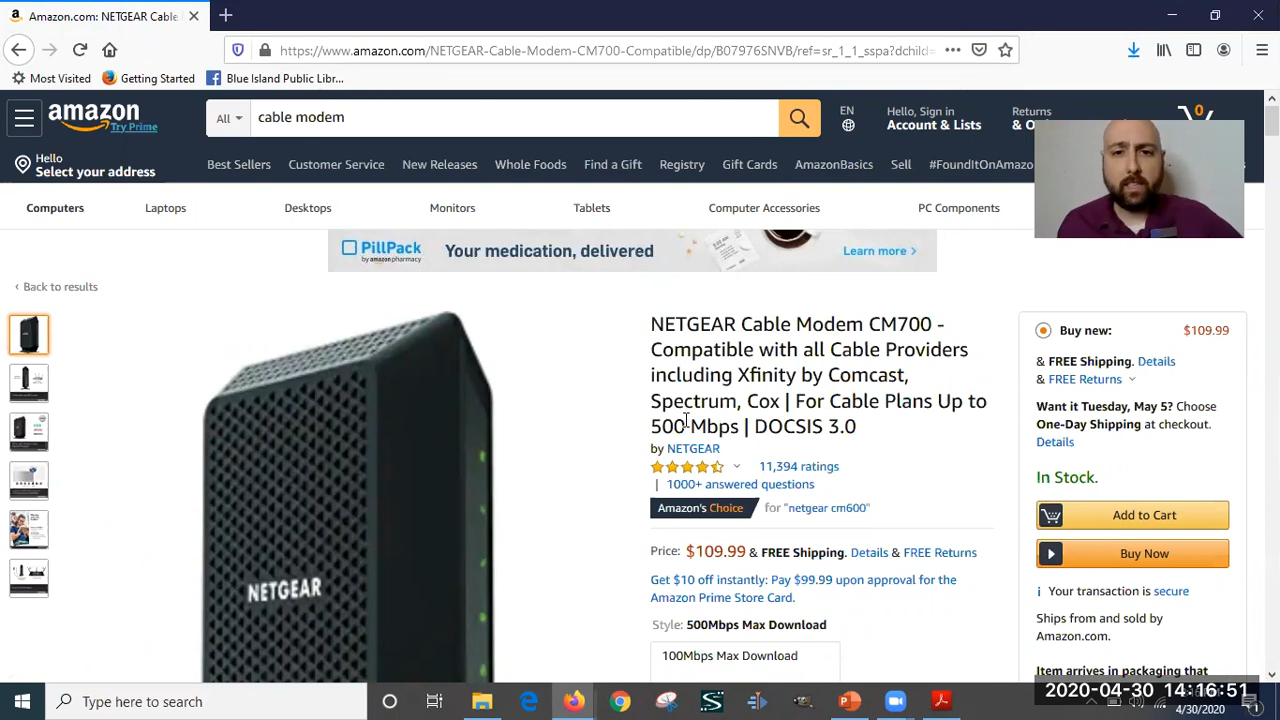 Amazon.com: NETGEAR Cable
https://www.amazon.com/NETGEAR-Cable-Modem-CM700-Compatible/dp/B07976SNVB/ref=sr_1_1_sspa?dchild=
Most Visited
Getting Started
Blue Island Public Libr...
amazon
Try Prime
All
cable modem
EN
Hello, Sign in
Account & Lists
Returns
& O
0
Hello
Select your address
Best Sellers
Customer Service
New Releases
Whole Foods
Find a Gift
Registry
Gift Cards
AmazonBasics
Sell
#FoundItOnAmazo
Computers
Laptops
Desktops
Monitors
Tablets
Computer Accessories
PC Components
PillPack
by amazon pharmacy
Your medication, delivered
Learn more >
‹ Back to results
NETGEAR
NETGEAR Cable Modem CM700 -
Compatible with all Cable Providers
including Xfinity by Comcast,
Spectrum, Cox | For Cable Plans Up to
500 Mbps | DOCSIS 3.0
by NETGEAR
11,394 ratings
| 1000+ answered questions
Amazon's Choice for "netgear cm600"
Price: $109.99 & FREE Shipping. Details & FREE Returns
Get $10 off instantly: Pay $99.99 upon approval for the
Amazon Prime Store Card.
Style: 500Mbps Max Download
100Mbps Max Download
Buy new: $109.99
& FREE Shipping. Details
& FREE Returns
Want it Tuesday, May 5? Choose
One-Day Shipping at checkout.
Details
In Stock.
Add to Cart
Buy Now
Your transaction is secure
Ships from and sold by
Amazon.com.
Item arrives in packaging that
Type here to search
2020-04-30 14:16:51
4/30/2020